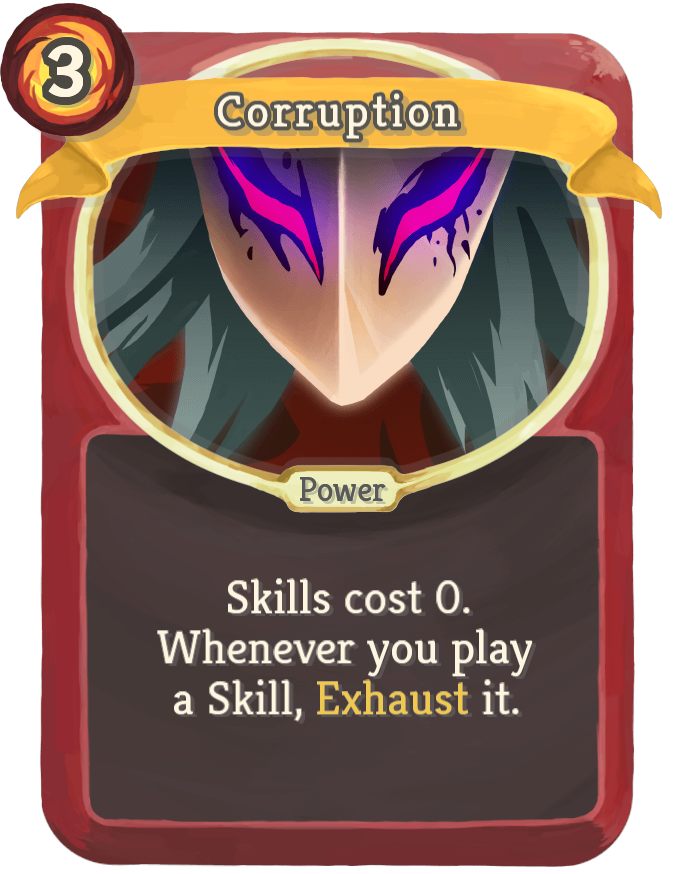 3
Corruption
Power
Skills cost 0.
Whenever you play
a Skill, Exhaust it.